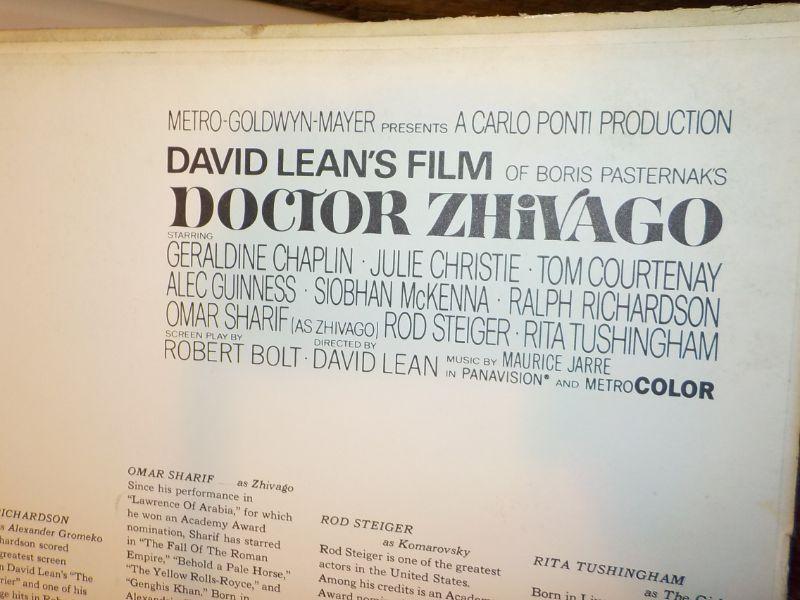 METRO-GOLDWYN-MAYER PRESENTS A CARLO PONTI PRODUCTION
DAVID LEAN'S FILM OF BORIS PASTERNAK'S
DOCTOR ZHIVAGO
STARRING
GERALDINE CHAPLIN · JULIE CHRISTIE · TOM COURTENAY
ALEC GUINNESS · SIOBHAN McKENNA · RALPH RICHARDSON
OMAR SHARIF (AS ZHIVAGO) ROD STEIGER · RITA TUSHINGHAM
SCREEN PLAY BY
ROBERT BOLT · DIRECTED BY DAVID LEAN MUSIC BY MAURICE JARRE
IN PANAVISION® AND METROCOLOR
RICHARDSON
as Alexander Gromeko
greatest screen
David Lean's "The
and one of his
OMAR SHARIF as Zhivago
Since his performance in
"Lawrence Of Arabia," for which
he won an Academy Award
nomination, Sharif has starred
in "The Fall Of The Roman
Empire," "Behold a Pale Horse,"
"The Yellow Rolls-Royce," and
"Genghis Khan." Born in
ROD STEIGER
as Komarovsky
Rod Steiger is one of the greatest
actors in the United States.
Among his credits is an Academy
Award
RITA TUSHINGHAM
as The Girl
Born in